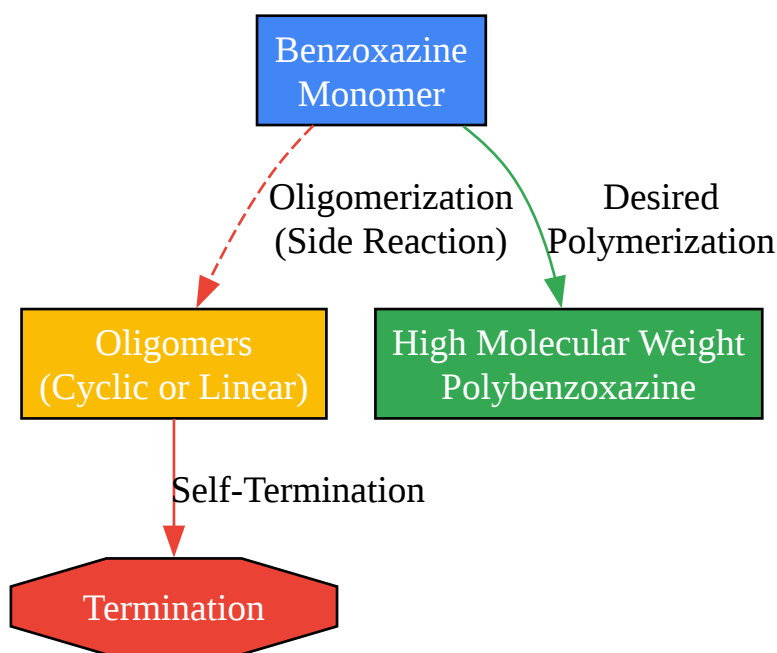 Benzoxazine
Monomer
Oligomerization
(Side Reaction)
Desired
Polymerization
Oligomers
(Cyclic or Linear)
High Molecular Weight
Polybenzoxazine
Self-Termination
Termination